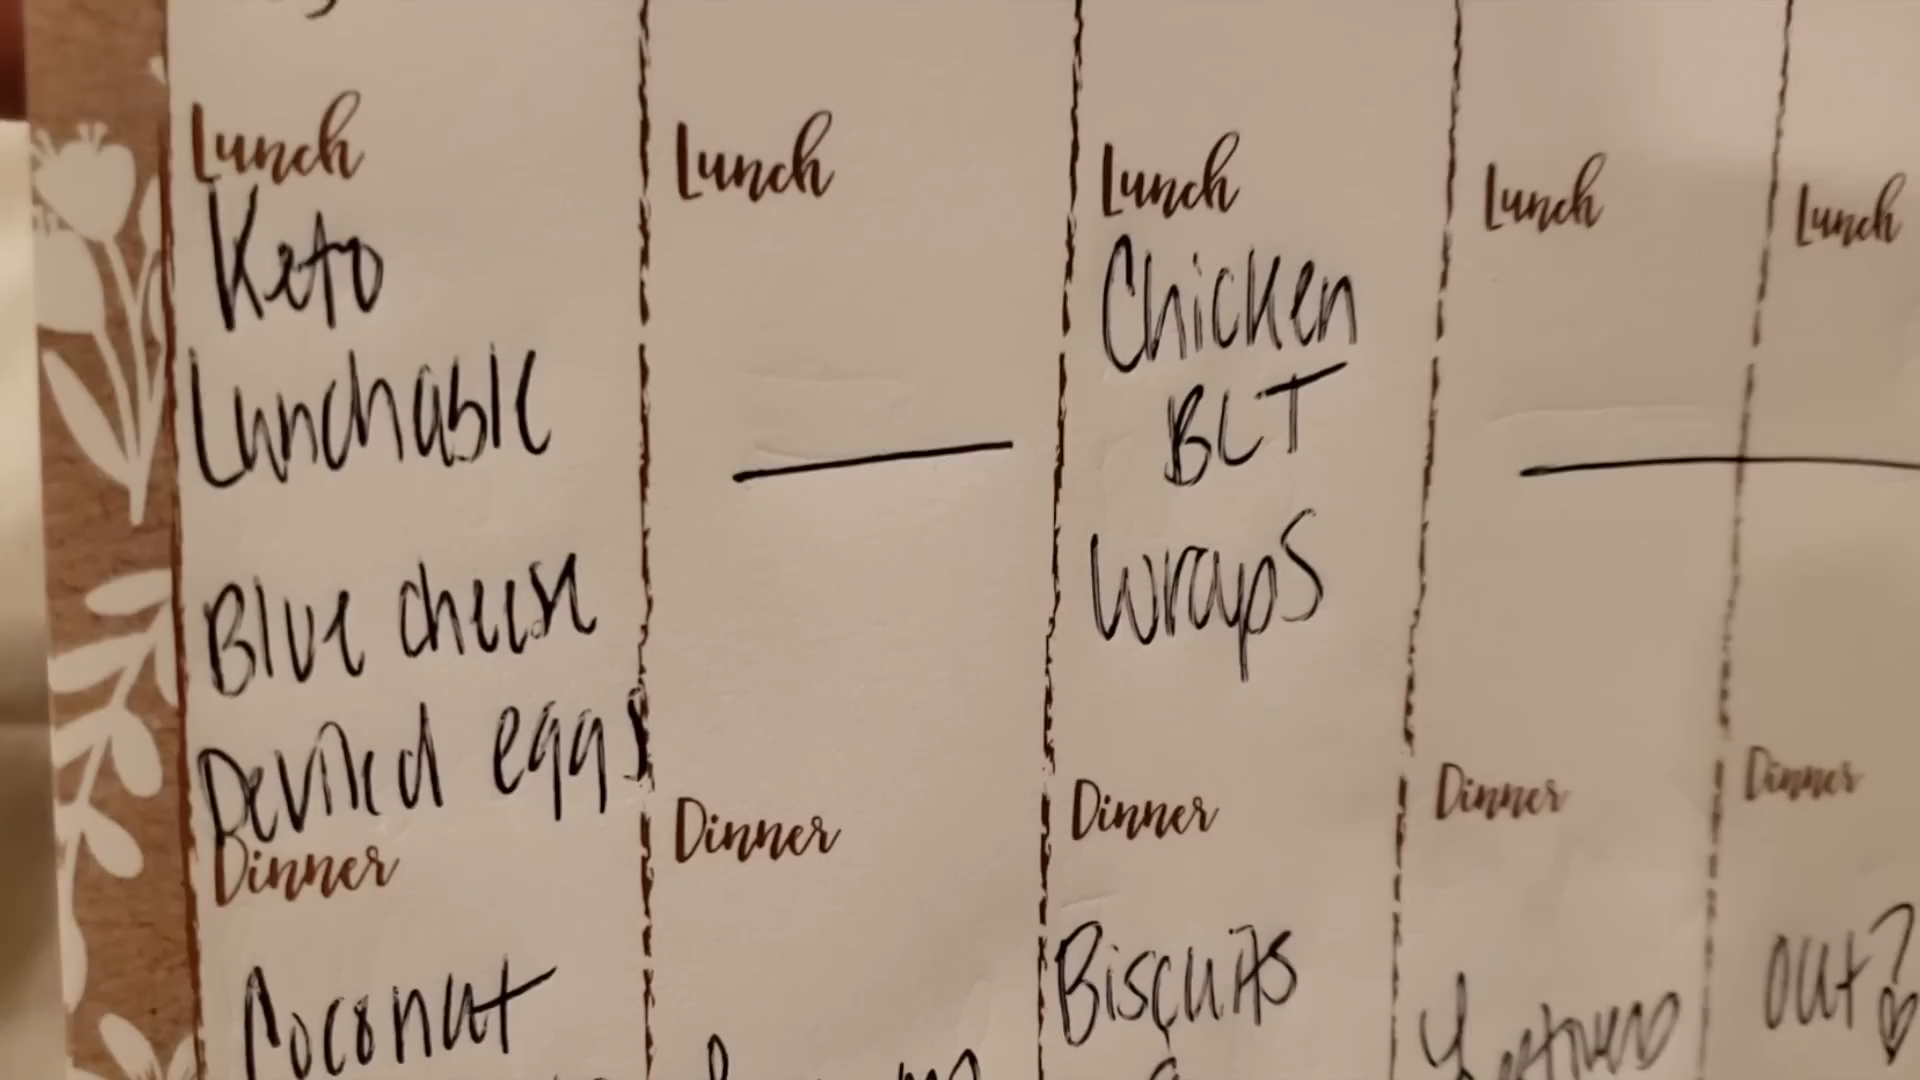 Lunch
Keto
Lunchable
Blue cheese
Deviled eggs
Dinner
Coconut
Lunch
Dinner
Lunch
Chicken
BLT
Wraps
Dinner
Biscuits
Lunch
Dinner
Lunch
Dinner
out?